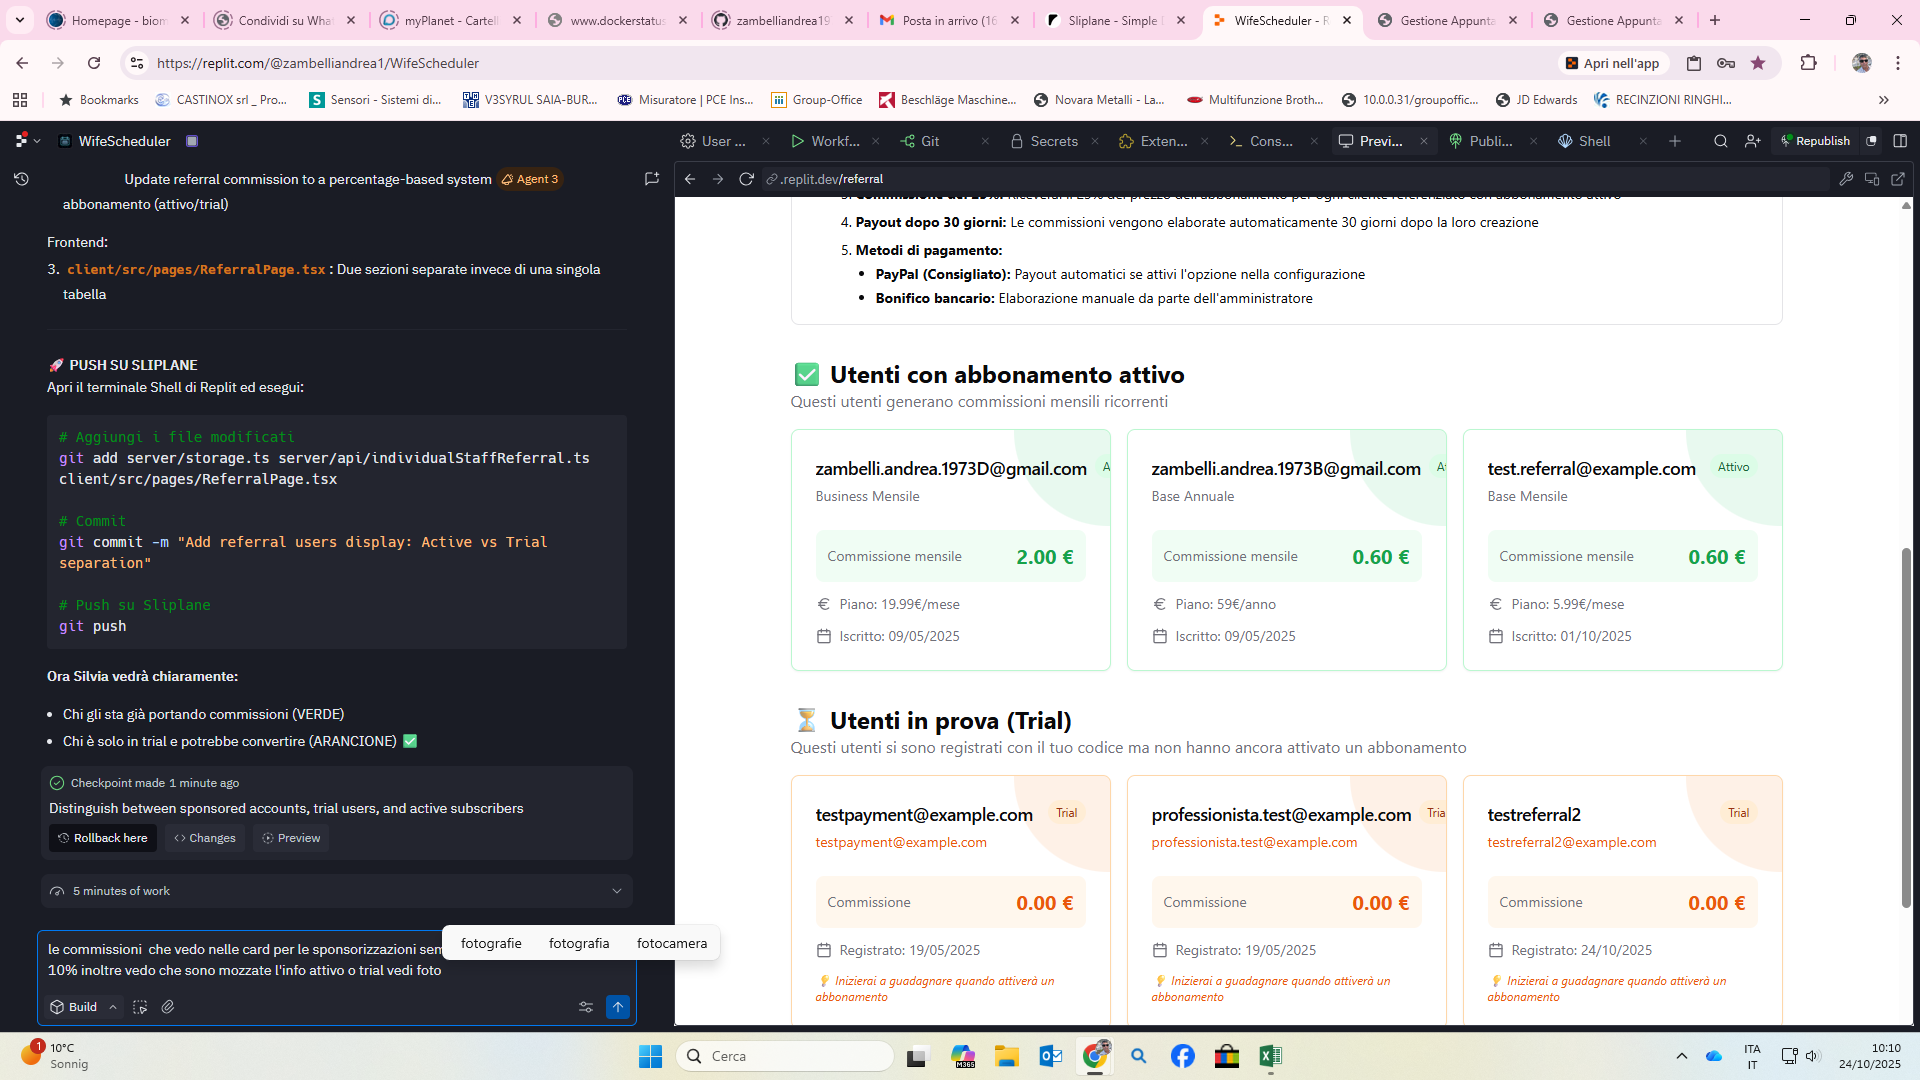 Homepage - biom
Condividi su What
myPlanet - Cartell
www.dockerstatus
zambelliandrea19
Posta in arrivo (16
Sliplane - Simple D
WifeScheduler - R
Gestione Appunta
Gestione Appunta
https://replit.com/@zambelliandrea1/WifeScheduler
Apri nell'app
Bookmarks
CASTINOX srl _ Pro...
Sensori - Sistemi di...
V3SYRUL SAIA-BUR...
Misuratore | PCE Ins...
Group-Office
Beschläge Maschine...
Novara Metalli - La...
Multifunzione Broth...
10.0.0.31/groupoffic...
JD Edwards
RECINZIONI RINGHI...
WifeScheduler
User ...
Workf...
Git
Secrets
Exten...
Cons...
Previ...
Publi...
Shell
Republish
Update referral commission to a percentage-based system Agent 3
abbonamento (attivo/trial)
Frontend:
3. client/src/pages/ReferralPage.tsx : Due sezioni separate invece di una singola
tabella
🚀 PUSH SU SLIPLANE
Apri il terminale Shell di Replit ed esegui:
# Aggiungi i file modificati
git add server/storage.ts server/api/individualStaffReferral.ts
client/src/pages/ReferralPage.tsx
# Commit
git commit -m "Add referral users display: Active vs Trial
separation"
# Push su Sliplane
git push
Ora Silvia vedrà chiaramente:
• Chi gli sta già portando commissioni (VERDE)
• Chi è solo in trial e potrebbe convertire (ARANCIONE) ✅
Checkpoint made 1 minute ago
Distinguish between sponsored accounts, trial users, and active subscribers
Rollback here
Changes
Preview
5 minutes of work
fotografie fotografia fotocamera
le commissioni che vedo nelle card per le sponsorizzazioni sem
10% inoltre vedo che sono mozzate l'info attivo o trial vedi foto
Build
.replit.dev/referral
4. Payout dopo 30 giorni: Le commissioni vengono elaborate automaticamente 30 giorni dopo la loro creazione
5. Metodi di pagamento:
• PayPal (Consigliato): Payout automatici se attivi l'opzione nella configurazione
• Bonifico bancario: Elaborazione manuale da parte dell'amministratore
✅ Utenti con abbonamento attivo
Questi utenti generano commissioni mensili ricorrenti
zambelli.andrea.1973D@gmail.com A
Business Mensile
Commissione mensile 2.00 €
Piano: 19.99€/mese
Iscritto: 09/05/2025
zambelli.andrea.1973B@gmail.com At
Base Annuale
Commissione mensile 0.60 €
Piano: 59€/anno
Iscritto: 09/05/2025
test.referral@example.com Attivo
Base Mensile
Commissione mensile 0.60 €
Piano: 5.99€/mese
Iscritto: 01/10/2025
⏳ Utenti in prova (Trial)
Questi utenti si sono registrati con il tuo codice ma non hanno ancora attivato un abbonamento
testpayment@example.com Trial
testpayment@example.com
Commissione 0.00 €
Registrato: 19/05/2025
💡 Inizierai a guadagnare quando attiverà un
abbonamento
professionista.test@example.com Tria
professionista.test@example.com
Commissione 0.00 €
Registrato: 19/05/2025
💡 Inizierai a guadagnare quando attiverà un
abbonamento
testreferral2 Trial
testreferral2@example.com
Commissione 0.00 €
Registrato: 24/10/2025
💡 Inizierai a guadagnare quando attiverà un
abbonamento
1
10°C
Sonnig
Cerca
M365
ITA
IT
10:10
24/10/2025